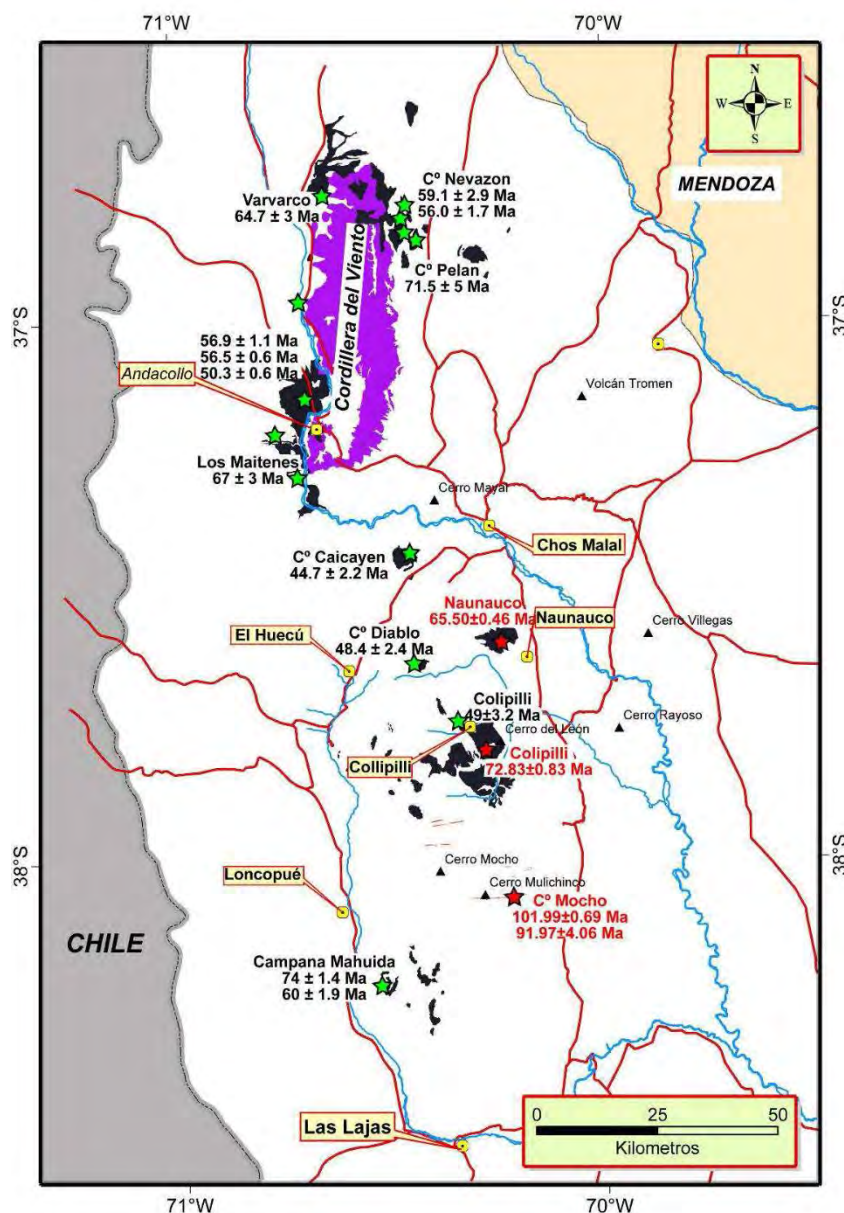 71°W
70°W
N
W
E
S
MENDOZA
Cº Nevazon
59.1 ± 2.9 Ma
56.0 ± 1.7 Ma
Varvarco
64.7 ± 3 Ma
Cordillera del Viento
Cº Pelan
71.5 ± 5 Ma
37°S
37°S
56.9 ± 1.1 Ma
56.5 ± 0.6 Ma
50.3 ± 0.6 Ma
Andacollo
Volcán Tromen
Los Maitenes
67 ± 3 Ma
Cerro Mayar
Chos Malal
Cº Caicayen
44.7 ± 2.2 Ma
Naunauco
65.50±0.46 Ma
Naunauco
Cerro Villegas
El Huecú
Cº Diablo
48.4 ± 2.4 Ma
Colipilli
49±3.2 Ma
Cerro del León
Cerro Rayoso
Collipilli
Colipilli
72.83±0.83 Ma
38°S
38°S
Cerro Mocho
Loncopué
Cerro Mulichinco
Cº Mocho
101.99±0.69 Ma
91.97±4.06 Ma
CHILE
Campana Mahuida
74 ± 1.4 Ma
60 ± 1.9 Ma
Las Lajas
0 25 50
Kilometros
71°W
70°W